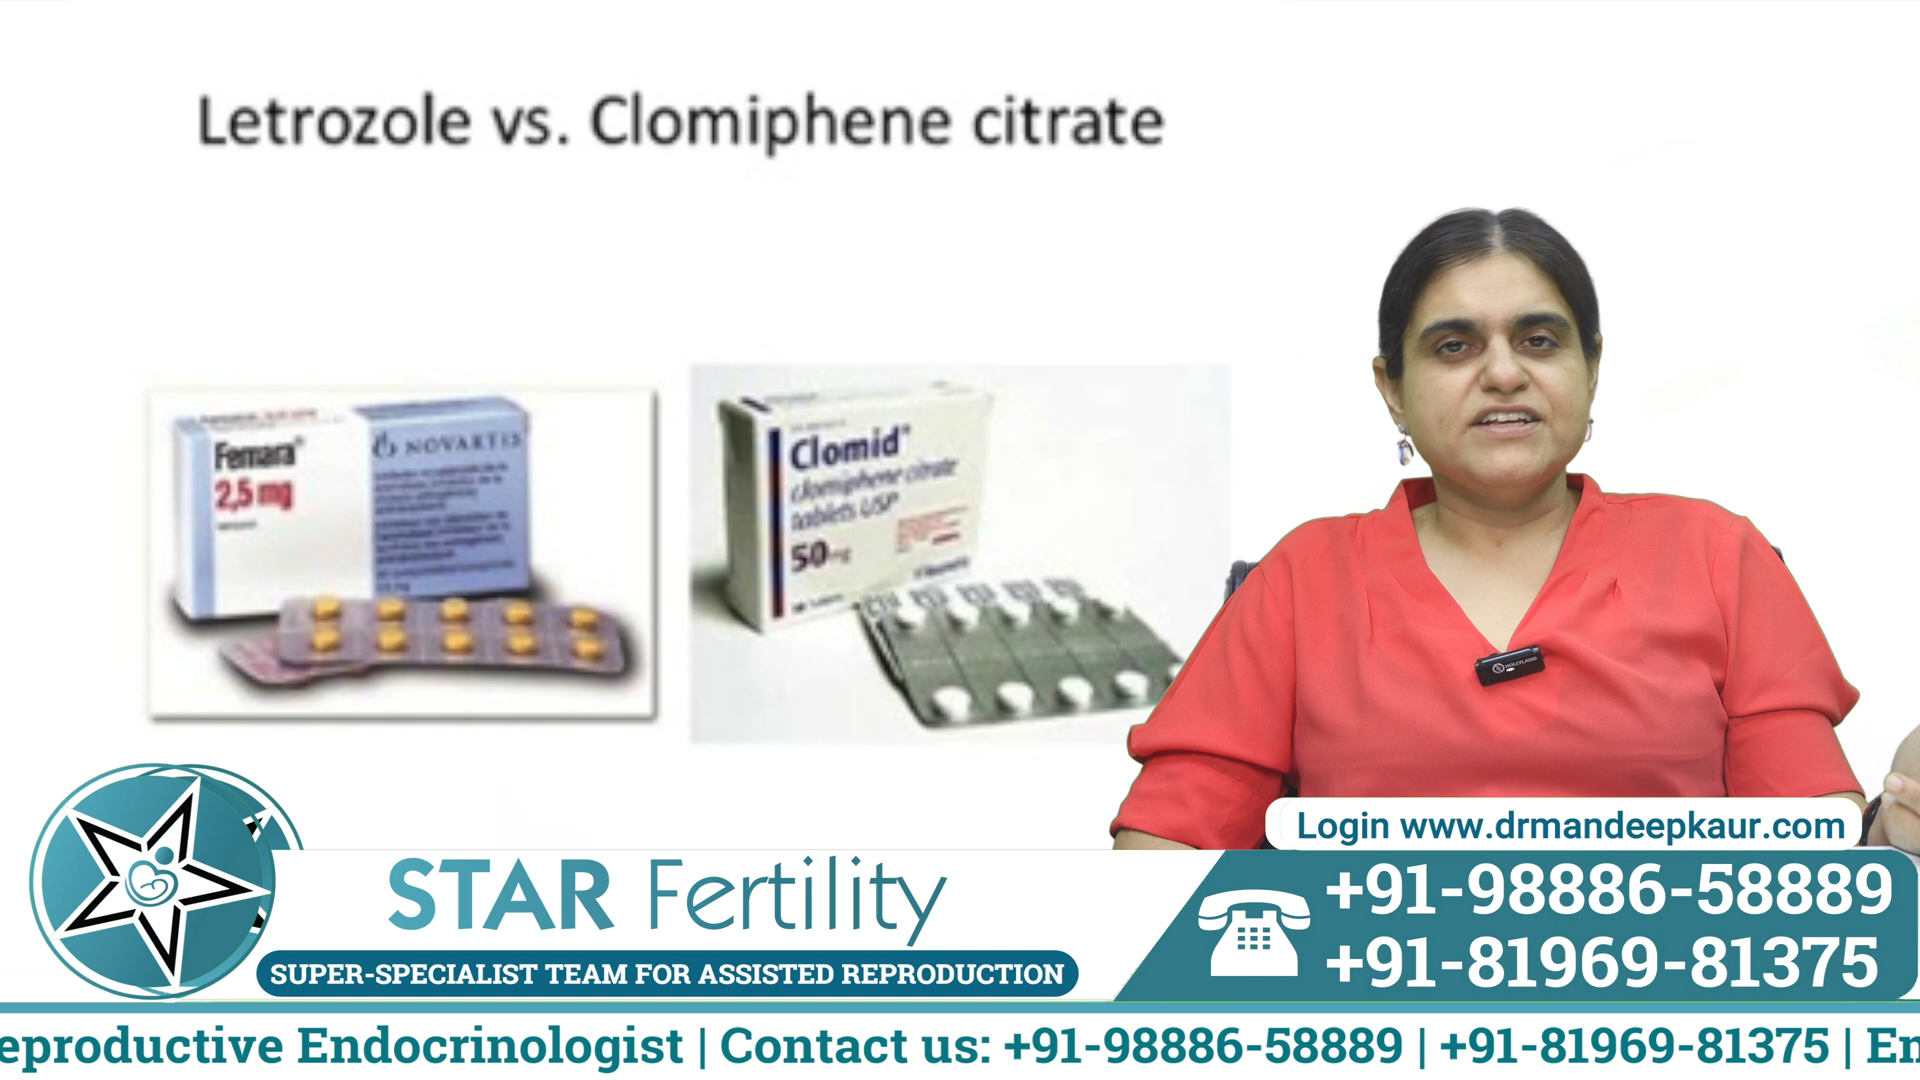 Letrozole vs. Clomiphene citrate
Femara®
2,5 mg
NOVARTIS
Clomid®
clomiphene citrate
tablets USP
50 mg
HOLLYLAND
Login www.drmandeepkaur.com
STAR Fertility
SUPER-SPECIALIST TEAM FOR ASSISTED REPRODUCTION
+91-98886-58889
+91-81969-81375
eproductive Endocrinologist | Contact us: +91-98886-58889 | +91-81969-81375 | En